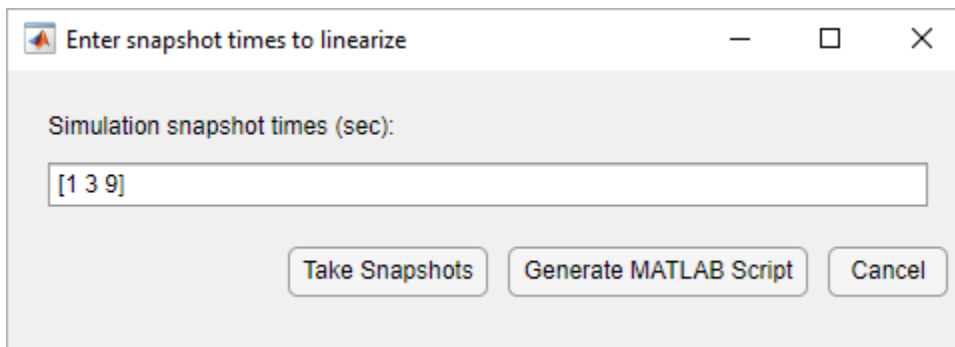 Enter snapshot times to linearize
Simulation snapshot times (sec):
[1 3 9]
Take Snapshots Generate MATLAB Script Cancel